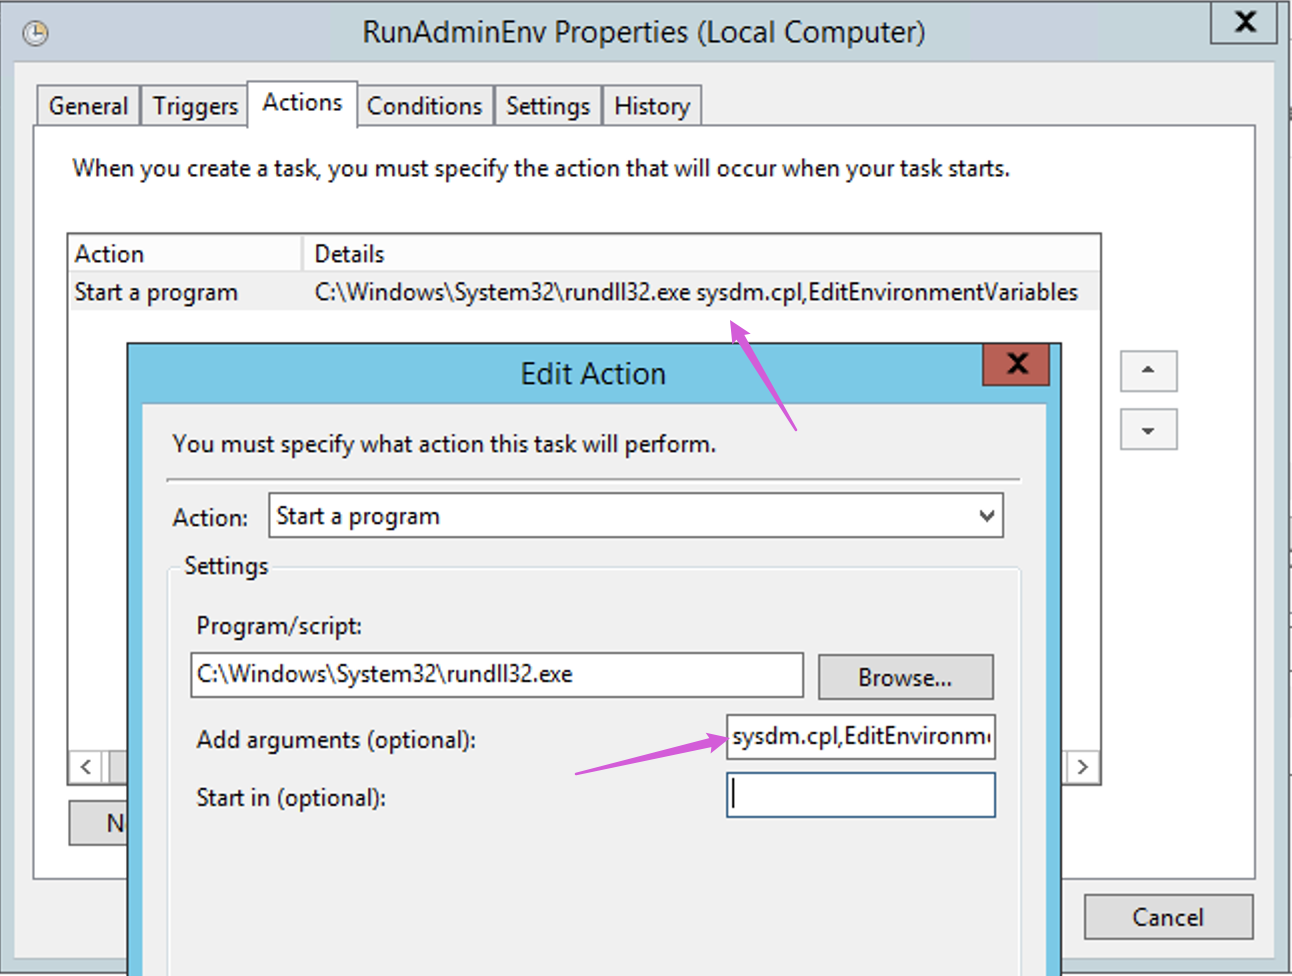 RunAdminEnv Properties (Local Computer)
X
General Triggers Actions Conditions Settings History
When you create a task, you must specify the action that will occur when your task starts.
Action Details
Start a program C:\Windows\System32\rundll32.exe sysdm.cpl,EditEnvironmentVariables
Edit Action
X
You must specify what action this task will perform.
Action: Start a program
Settings
Program/script:
C:\Windows\System32\rundll32.exe Browse...
Add arguments (optional): sysdm.cpl,EditEnvironm
Start in (optional):
Cancel